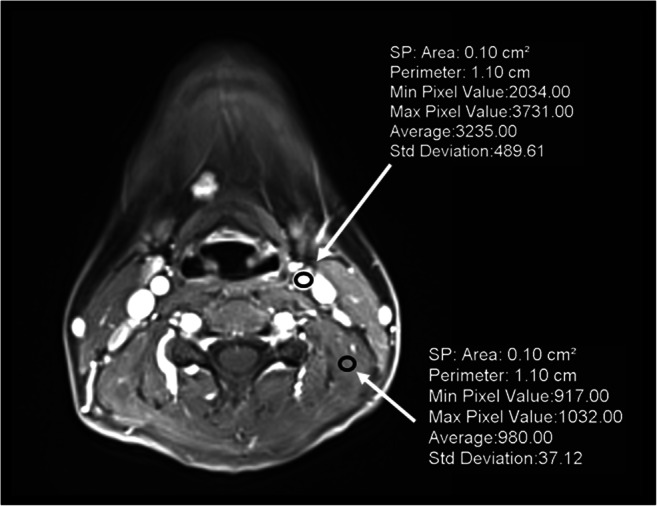 SP: Area: 0.10 cm²
Perimeter: 1.10 cm
Min Pixel Value:2034.00
Max Pixel Value:3731.00
Average:3235.00
Std Deviation:489.61
SP: Area: 0.10 cm²
Perimeter: 1.10 cm
Min Pixel Value:917.00
Max Pixel Value:1032.00
Average:980.00
Std Deviation:37.12